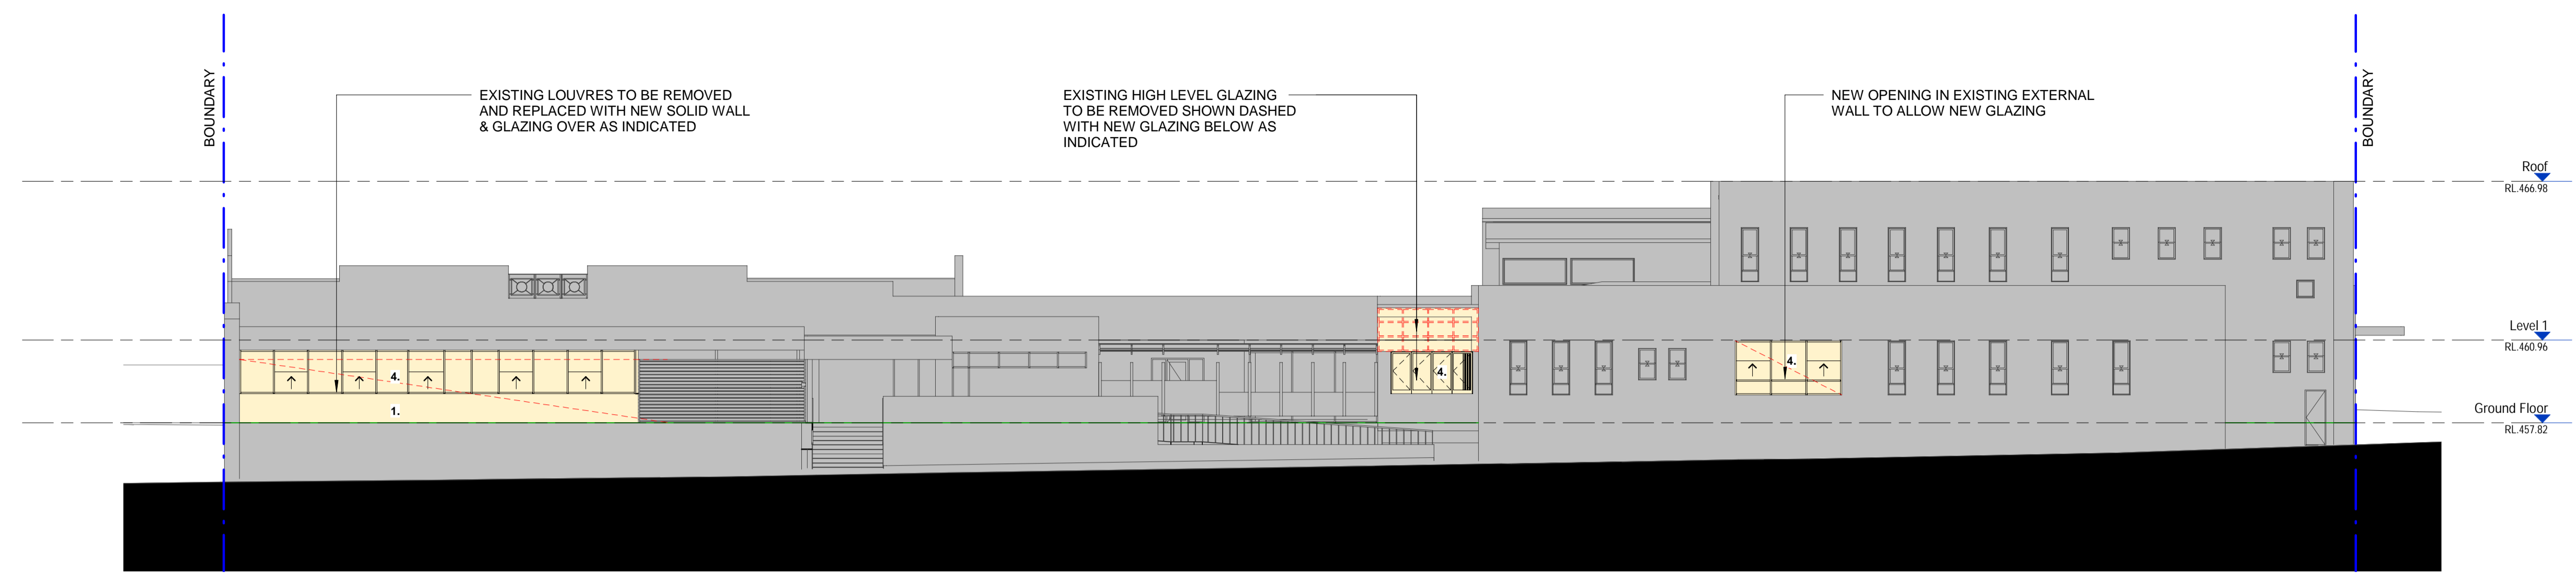 BOUNDARY
EXISTING LOUVRES TO BE REMOVED
AND REPLACED WITH NEW SOLID WALL
& GLAZING OVER AS INDICATED
EXISTING HIGH LEVEL GLAZING
TO BE REMOVED SHOWN DASHED
WITH NEW GLAZING BELOW AS
INDICATED
NEW OPENING IN EXISTING EXTERNAL
WALL TO ALLOW NEW GLAZING
BOUNDARY
Roof
RL.466.98
Level 1
RL.460.96
4.
4.
4.
1.
Ground Floor
RL.457.82